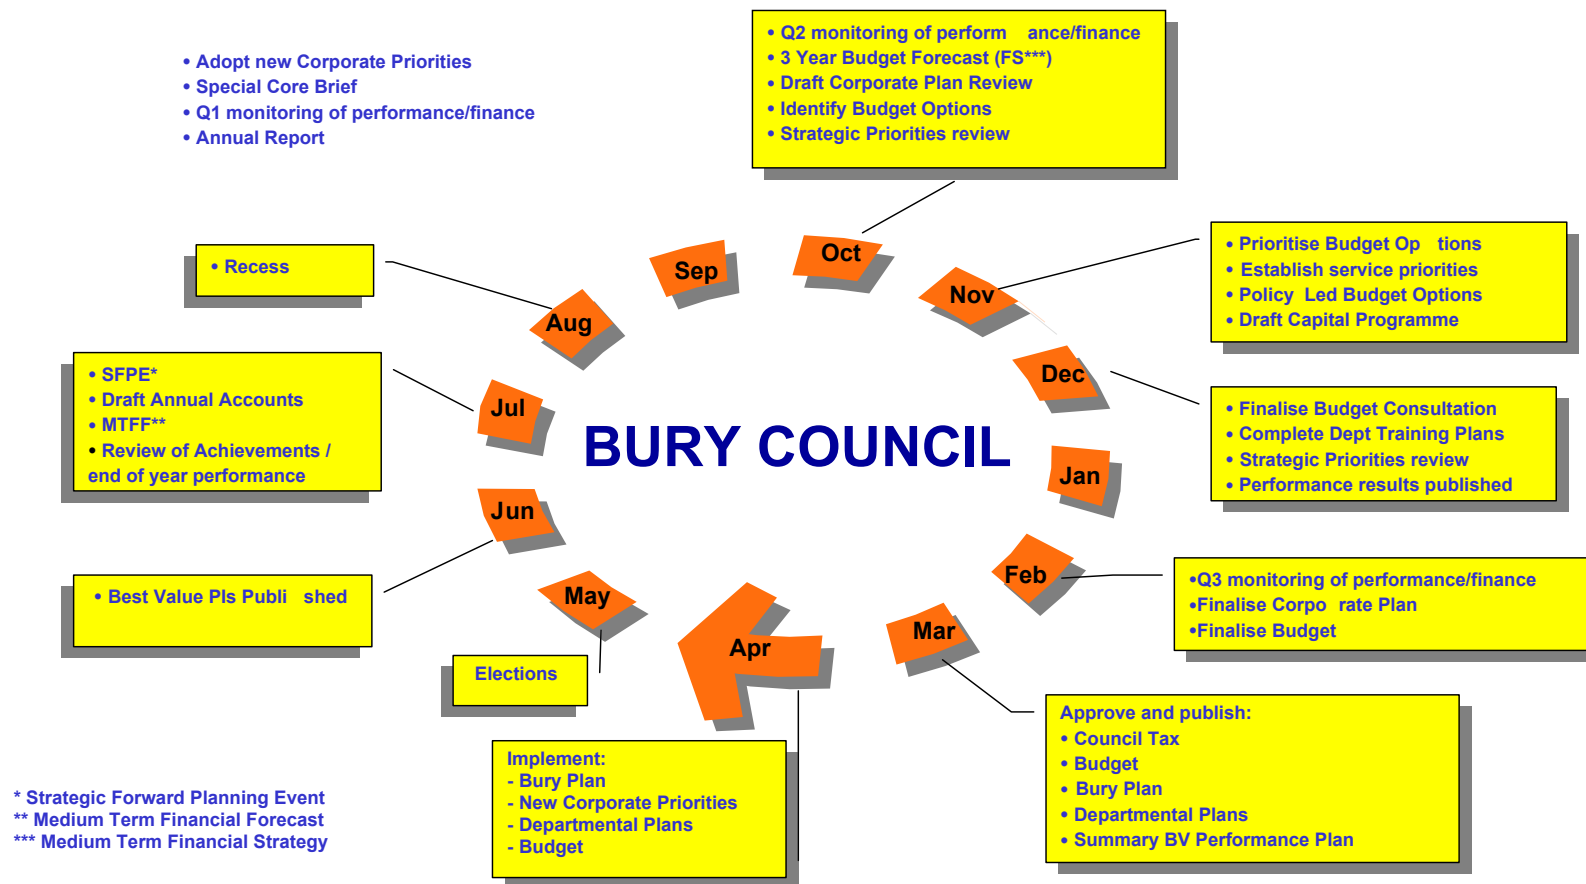 • Adopt new Corporate Priorities
• Special Core Brief
• Q1 monitoring of performance/finance
• Annual Report
• Q2 monitoring of perform ance/finance
• 3 Year Budget Forecast (FS***)
• Draft Corporate Plan Review
• Identify Budget Options
• Strategic Priorities review
• Recess
Sep
Oct
Nov
Aug
• Prioritise Budget Op tions
• Establish service priorities
• Policy Led Budget Options
• Draft Capital Programme
• SFPE*
• Draft Annual Accounts
• MTFF**
• Review of Achievements /
end of year performance
Jul
Dec
BURY COUNCIL
• Finalise Budget Consultation
• Complete Dept Training Plans
• Strategic Priorities review
• Performance results published
Jun
Jan
• Best Value PIs Publi shed
May
Feb
•Q3 monitoring of performance/finance
•Finalise Corpo rate Plan
•Finalise Budget
Elections
Apr
Mar
Implement:
- Bury Plan
- New Corporate Priorities
- Departmental Plans
- Budget
Approve and publish:
• Council Tax
• Budget
• Bury Plan
• Departmental Plans
• Summary BV Performance Plan
* Strategic Forward Planning Event
** Medium Term Financial Forecast
*** Medium Term Financial Strategy